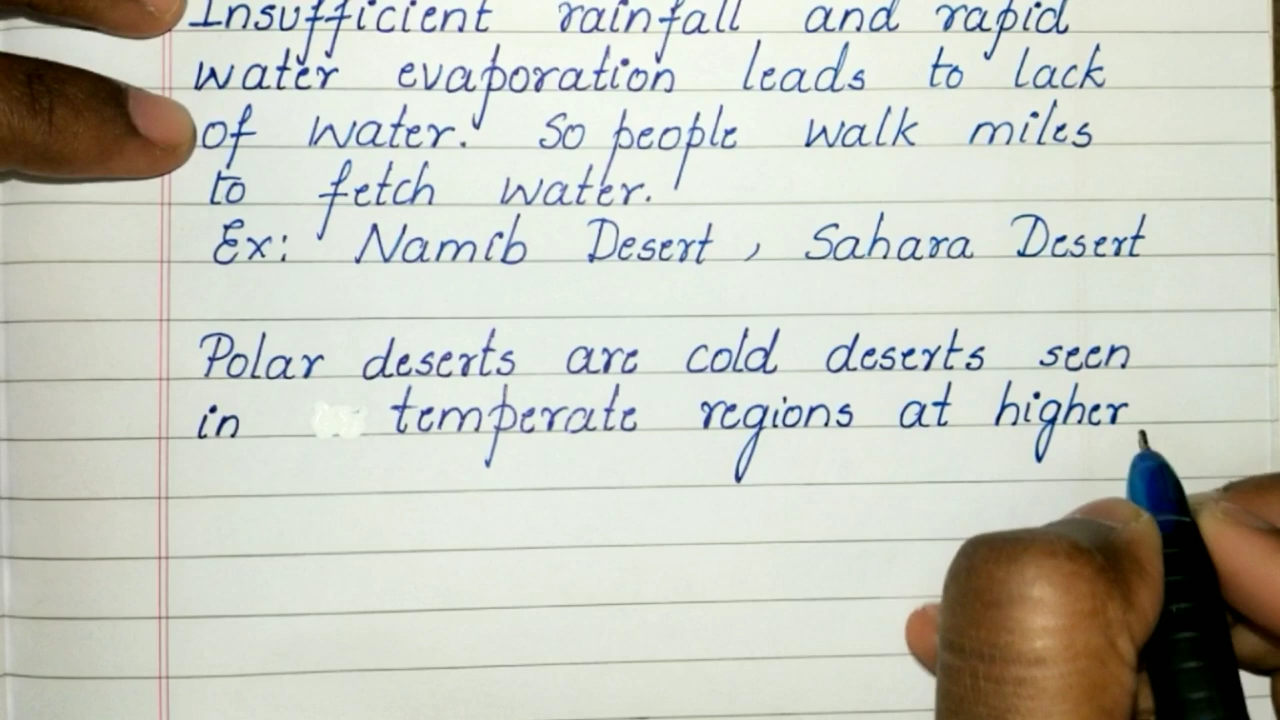 Insufficient rainfall and rapid
water evaporation leads to lack
of water. So people walk miles
to fetch water.
Ex: Namib Desert, Sahara Desert
Polar deserts are cold deserts seen
in temperate regions at higher